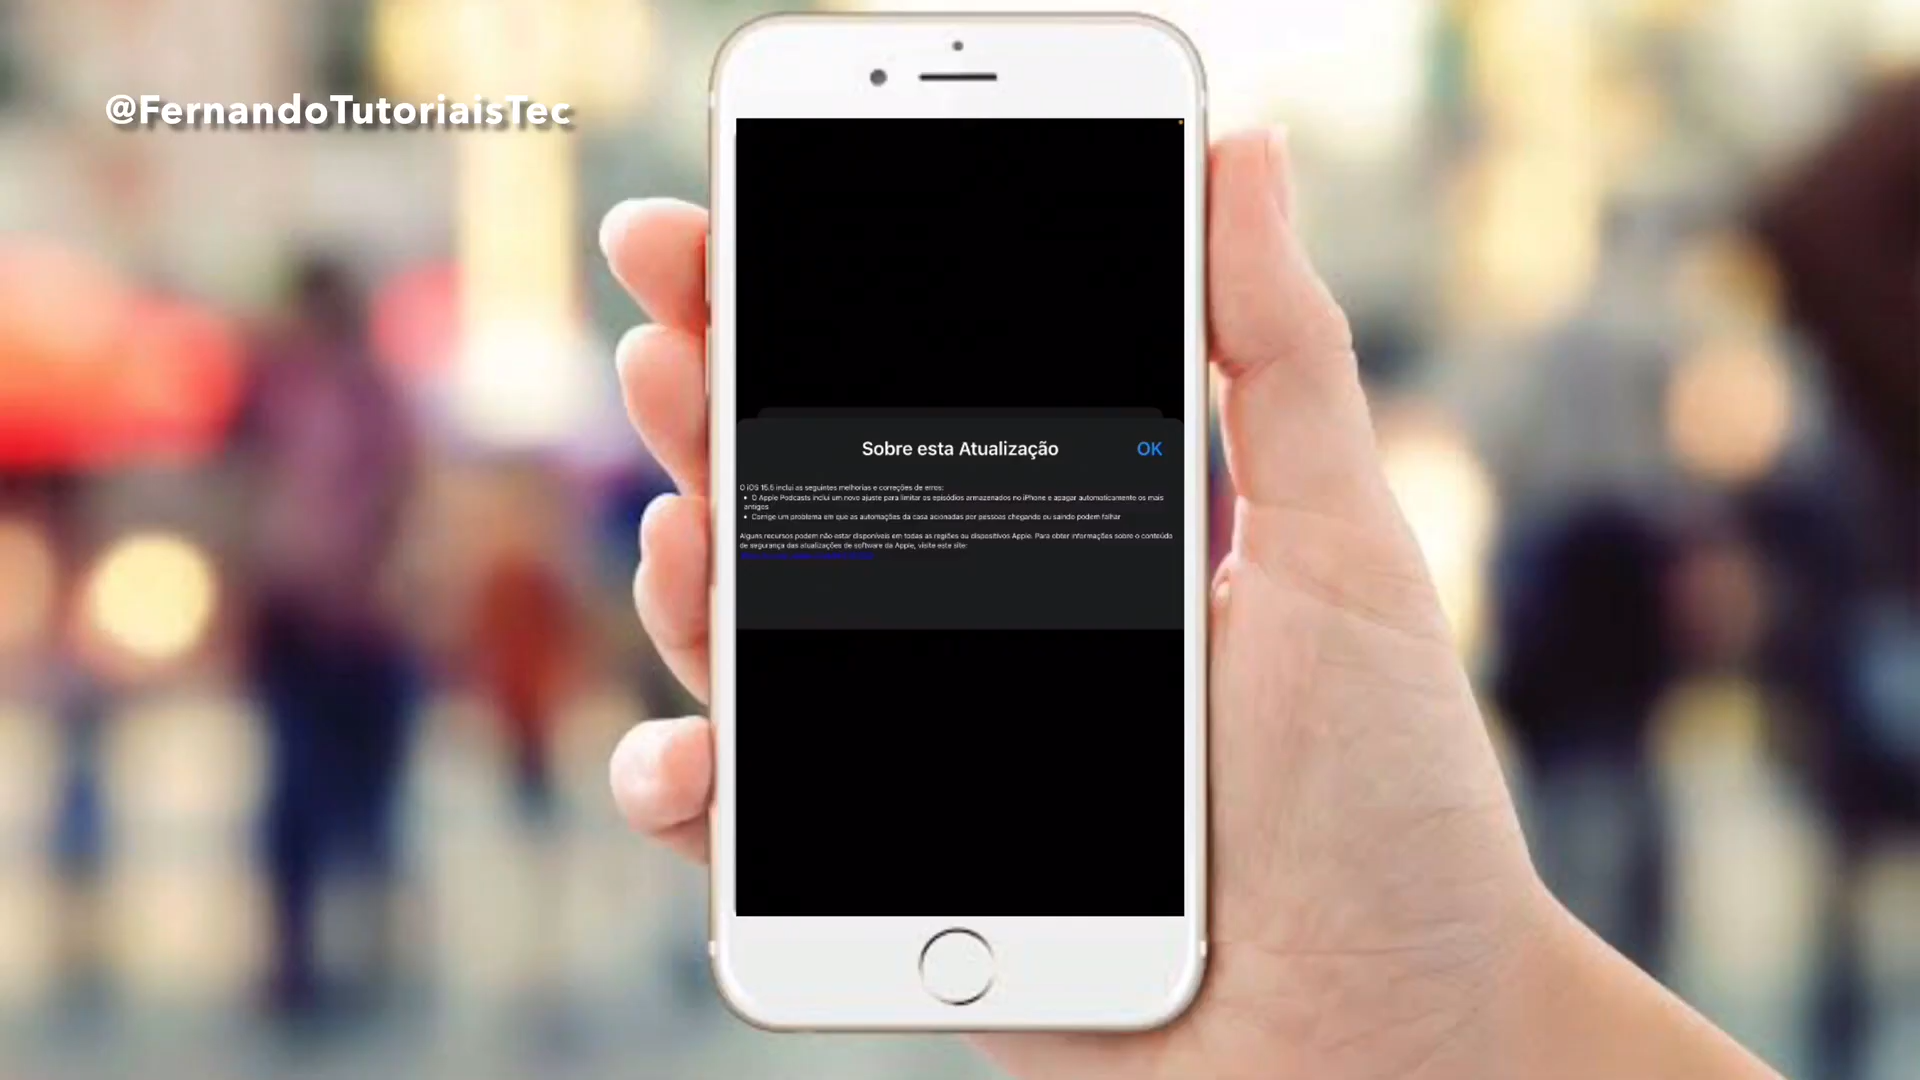 @FernandoTutoriaisTec
Sobre esta Atualização
OK
O iOS 15.5 inclui as seguintes melhorias e correções de erros:
• O Apple Podcasts inclui um novo ajuste para limitar os episódios armazenados no iPhone e apagar automaticamente os mais
antigos
• Corrige um problema em que as automações da casa acionadas por pessoas chegando ou saindo podem falhar
Alguns recursos podem não estar disponíveis em todas as regiões ou dispositivos Apple. Para obter informações sobre o conteúdo
de segurança das atualizações de software da Apple, visite este site: